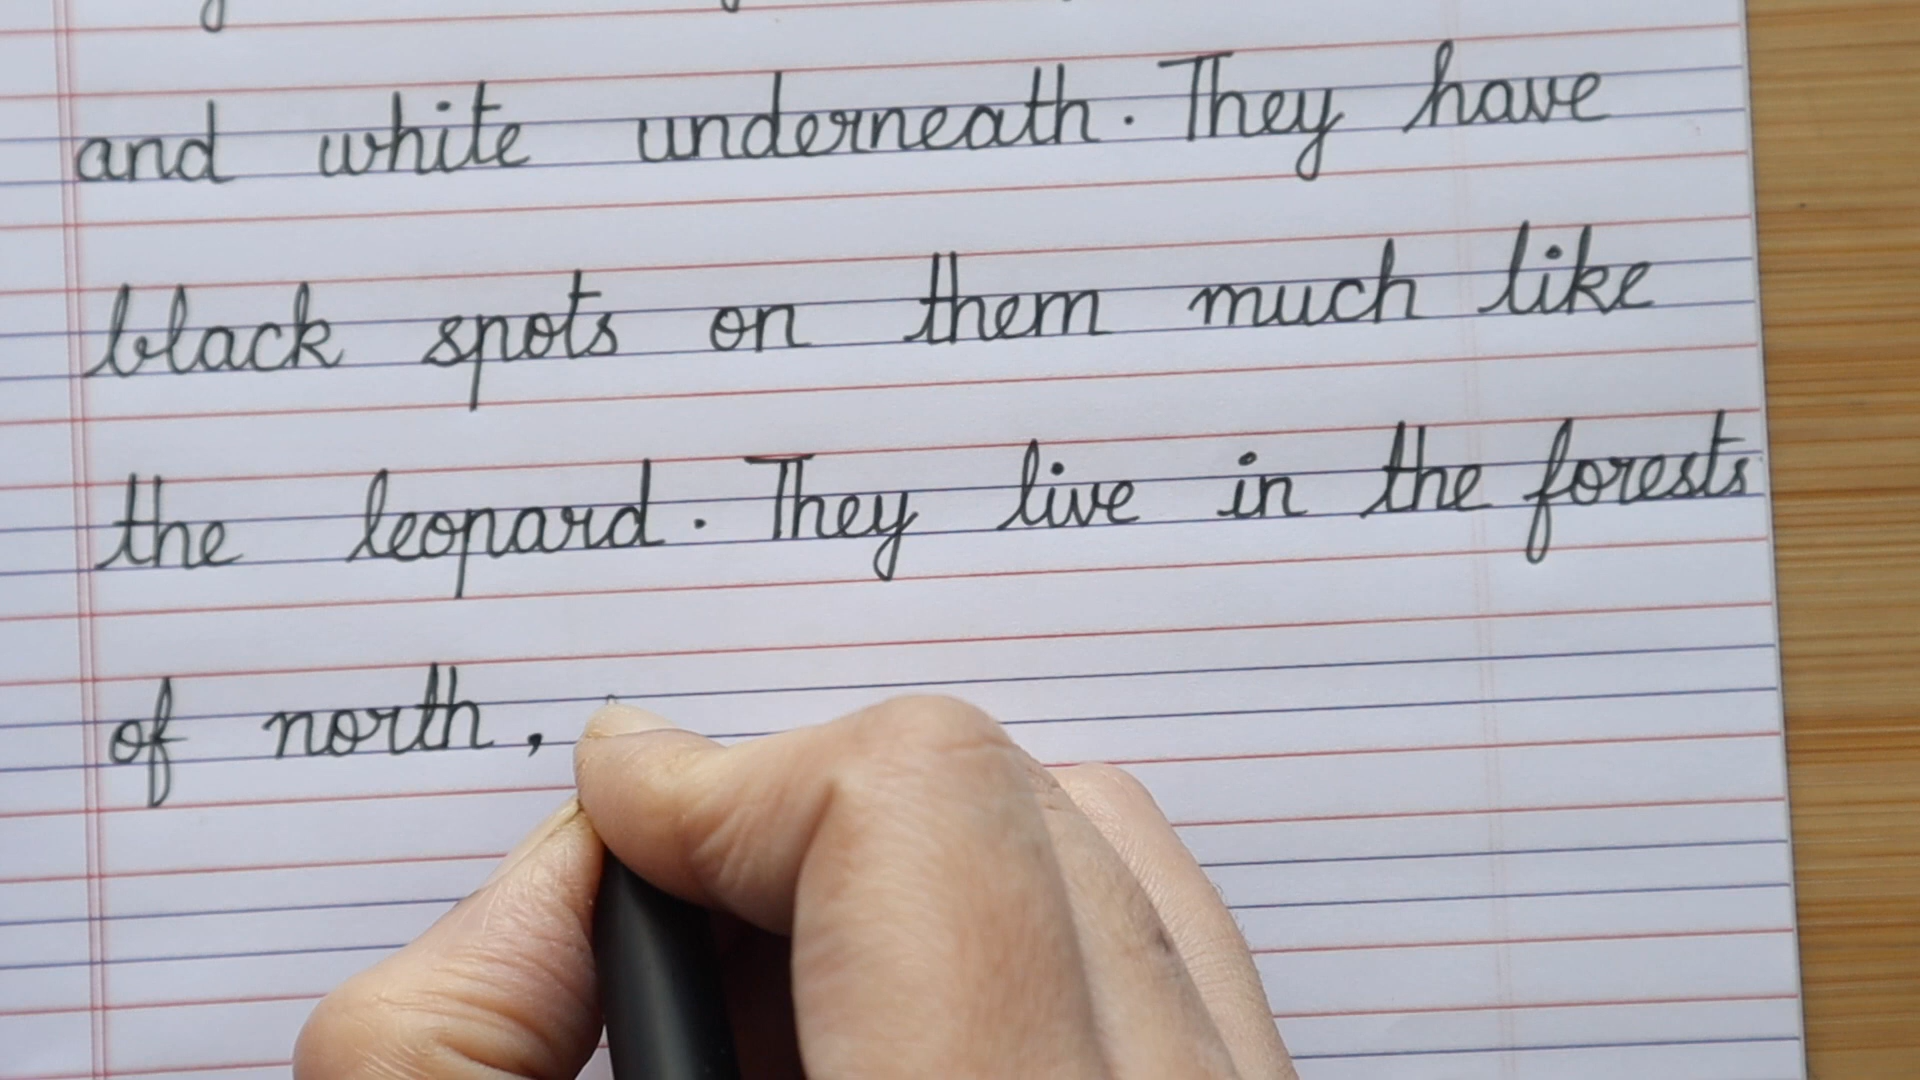 and white underneath. They have
black spots on them much like
the leopard. They live in the forests
of north,